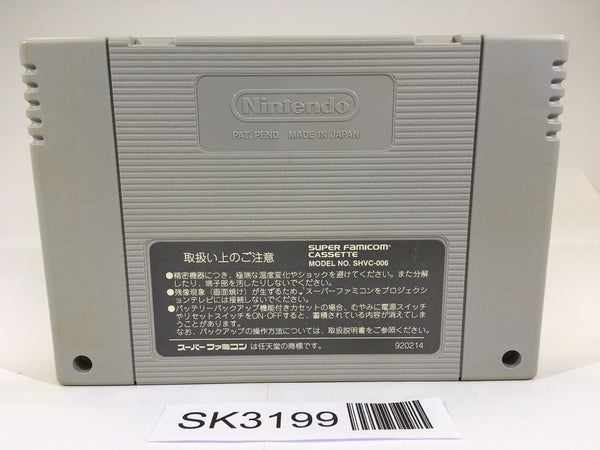 Nintendo
PAT. PEND. MADE IN JAPAN
取扱い上のご注意
SUPER FAMICOM
CASSETTE
MODEL NO. SHVC-006
●精密機器につき、極端な温度変化やショックを避けてください。また分解
したり、端子部を汚したりしないでください。
●残像現象（画面焼け）が生ずるため、スーパーファミコンをプロジェクシ
ョンテレビには接続しないでください。
●バッテリーバックアップ機能付きカセットの場合、むやみに電源スイッチ
やリセットスイッチをON・OFFすると、蓄積されている内容が消えてしま
うことがあります。
なお、バックアップの操作方法については、取扱説明書をご参照ください。
スーパーファミコンは任天堂の商標です。
920214
SK3199